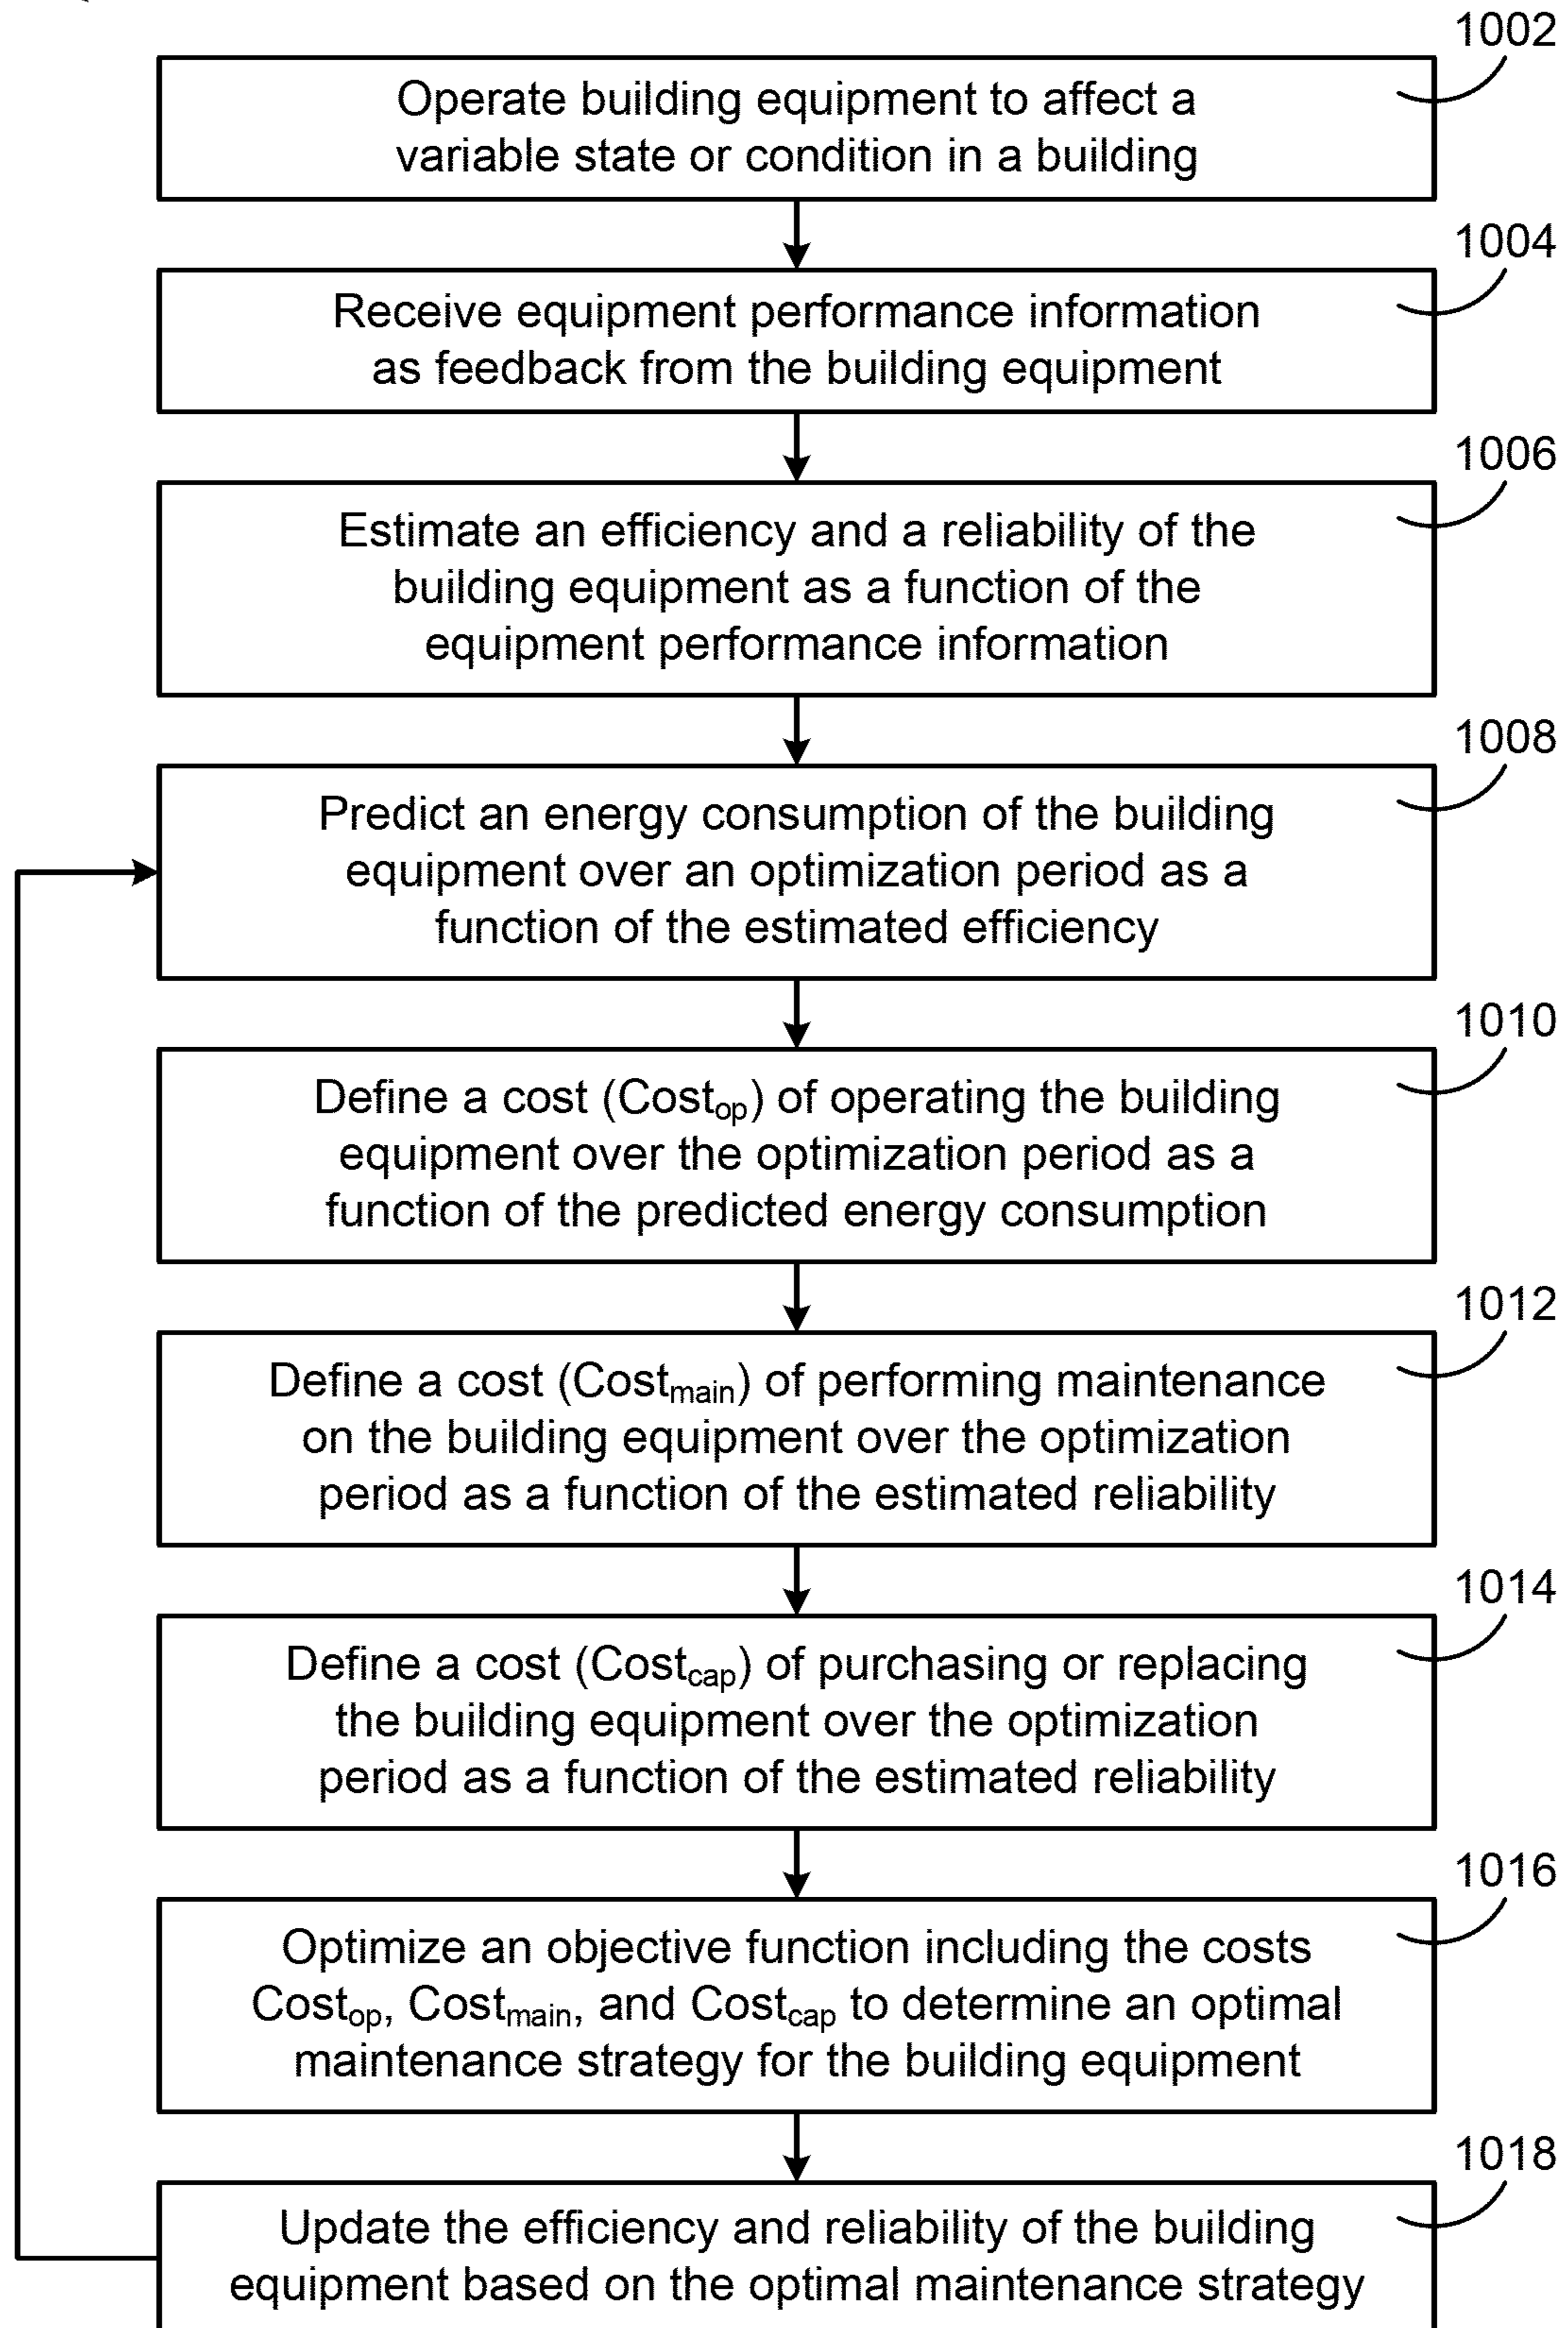 1002
Operate building equipment to affect a
variable state or condition in a building
1004
Receive equipment performance information
as feedback from the building equipment
1006
Estimate an efficiency and a reliability of the
building equipment as a function of the
equipment performance information
1008
Predict an energy consumption of the building
equipment over an optimization period as a
function of the estimated efficiency
1010
Define a cost (Costop) of operating the building
equipment over the optimization period as a
function of the predicted energy consumption
1012
Define a cost (Costmain) of performing maintenance
on the building equipment over the optimization
period as a function of the estimated reliability
1014
Define a cost (Costcap) of purchasing or replacing
the building equipment over the optimization
period as a function of the estimated reliability
1016
Optimize an objective function including the costs
Costop, Costmain, and Costcap to determine an optimal
maintenance strategy for the building equipment
1018
Update the efficiency and reliability of the building
equipment based on the optimal maintenance strategy